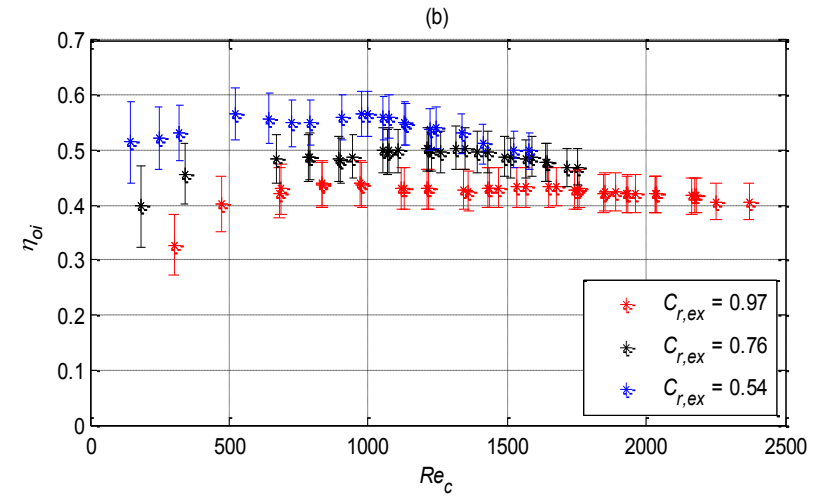 (b)
0.7
0.6
0.5
0.4
0.3
0.2
0.1
0
η_oi
C_r,ex = 0.97
C_r,ex = 0.76
C_r,ex = 0.54
0 500 1000 1500 2000 2500
Re_c